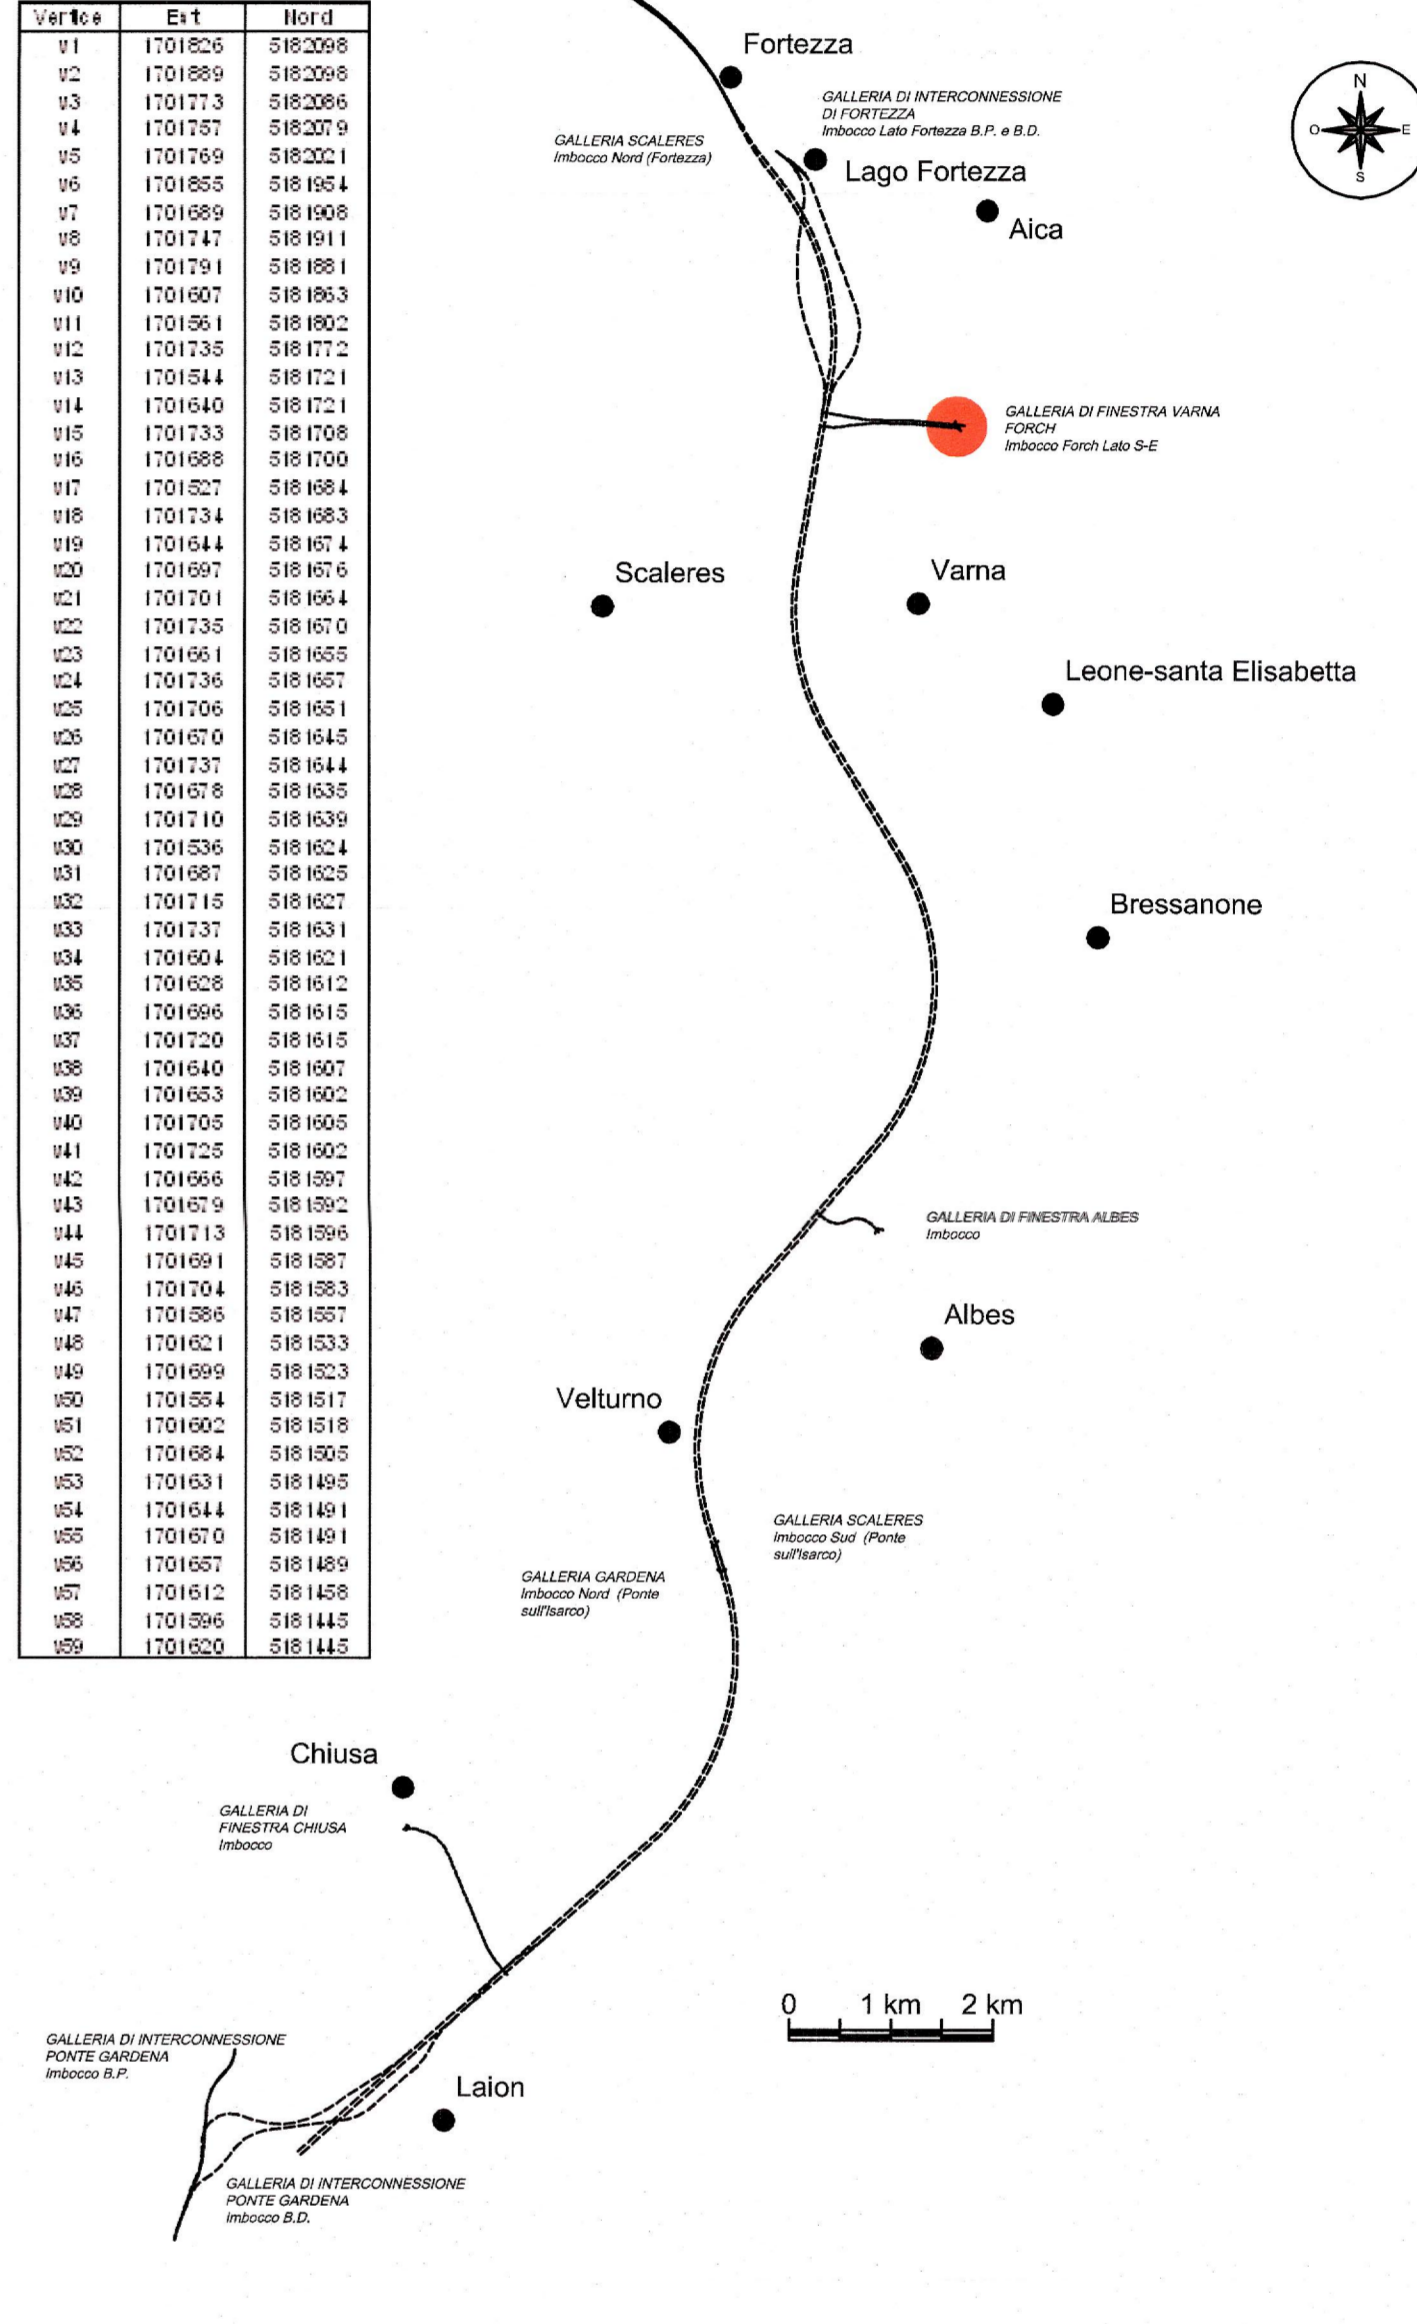 Vertice Est Nord
v1 1701826 5182098
v2 1701889 5182098
v3 1701773 5182086
v4 1701757 5182079
v5 1701769 5182021
v6 1701855 5181954
v7 1701689 5181908
v8 1701747 5181911
v9 1701791 5181881
v10 1701607 5181863
v11 1701561 5181802
v12 1701735 5181772
v13 1701544 5181721
v14 1701640 5181721
v15 1701733 5181708
v16 1701688 5181700
v17 1701527 5181684
v18 1701734 5181683
v19 1701644 5181674
v20 1701697 5181676
v21 1701701 5181664
v22 1701735 5181670
v23 1701661 5181655
v24 1701736 5181657
v25 1701706 5181651
v26 1701670 5181645
v27 1701737 5181644
v28 1701678 5181635
v29 1701710 5181639
v30 1701536 5181624
v31 1701687 5181625
v32 1701715 5181627
v33 1701737 5181631
v34 1701604 5181621
v35 1701628 5181612
v36 1701696 5181615
v37 1701720 5181615
v38 1701640 5181607
v39 1701653 5181602
v40 1701705 5181605
v41 1701725 5181602
v42 1701666 5181597
v43 1701679 5181592
v44 1701713 5181596
v45 1701691 5181587
v46 1701704 5181583
v47 1701586 5181557
v48 1701621 5181533
v49 1701699 5181523
v50 1701554 5181517
v51 1701602 5181518
v52 1701684 5181505
v53 1701631 5181495
v54 1701644 5181491
v55 1701670 5181491
v56 1701657 5181489
v57 1701612 5181458
v58 1701596 5181445
v59 1701620 5181445
Fortezza
GALLERIA DI INTERCONNESSIONE
DI FORTEZZA
Imbocco Lato Fortezza B.P. e B.D.
N
O
E
S
GALLERIA SCALERES
Imbocco Nord (Fortezza)
Lago Fortezza
Aica
GALLERIA DI FINESTRA VARNA
FORCH
Imbocco Forch Lato S-E
Scaleres
Varna
Leone-santa Elisabetta
Bressanone
GALLERIA DI FINESTRA ALBES
Imbocco
Albes
Velturno
GALLERIA SCALERES
Imbocco Sud (Ponte
sull'Isarco)
GALLERIA GARDENA
Imbocco Nord (Ponte
sull'Isarco)
Chiusa
GALLERIA DI
FINESTRA CHIUSA
Imbocco
0 1 km 2 km
GALLERIA DI INTERCONNESSIONE
PONTE GARDENA
Imbocco B.P.
Laion
GALLERIA DI INTERCONNESSIONE
PONTE GARDENA
Imbocco B.D.